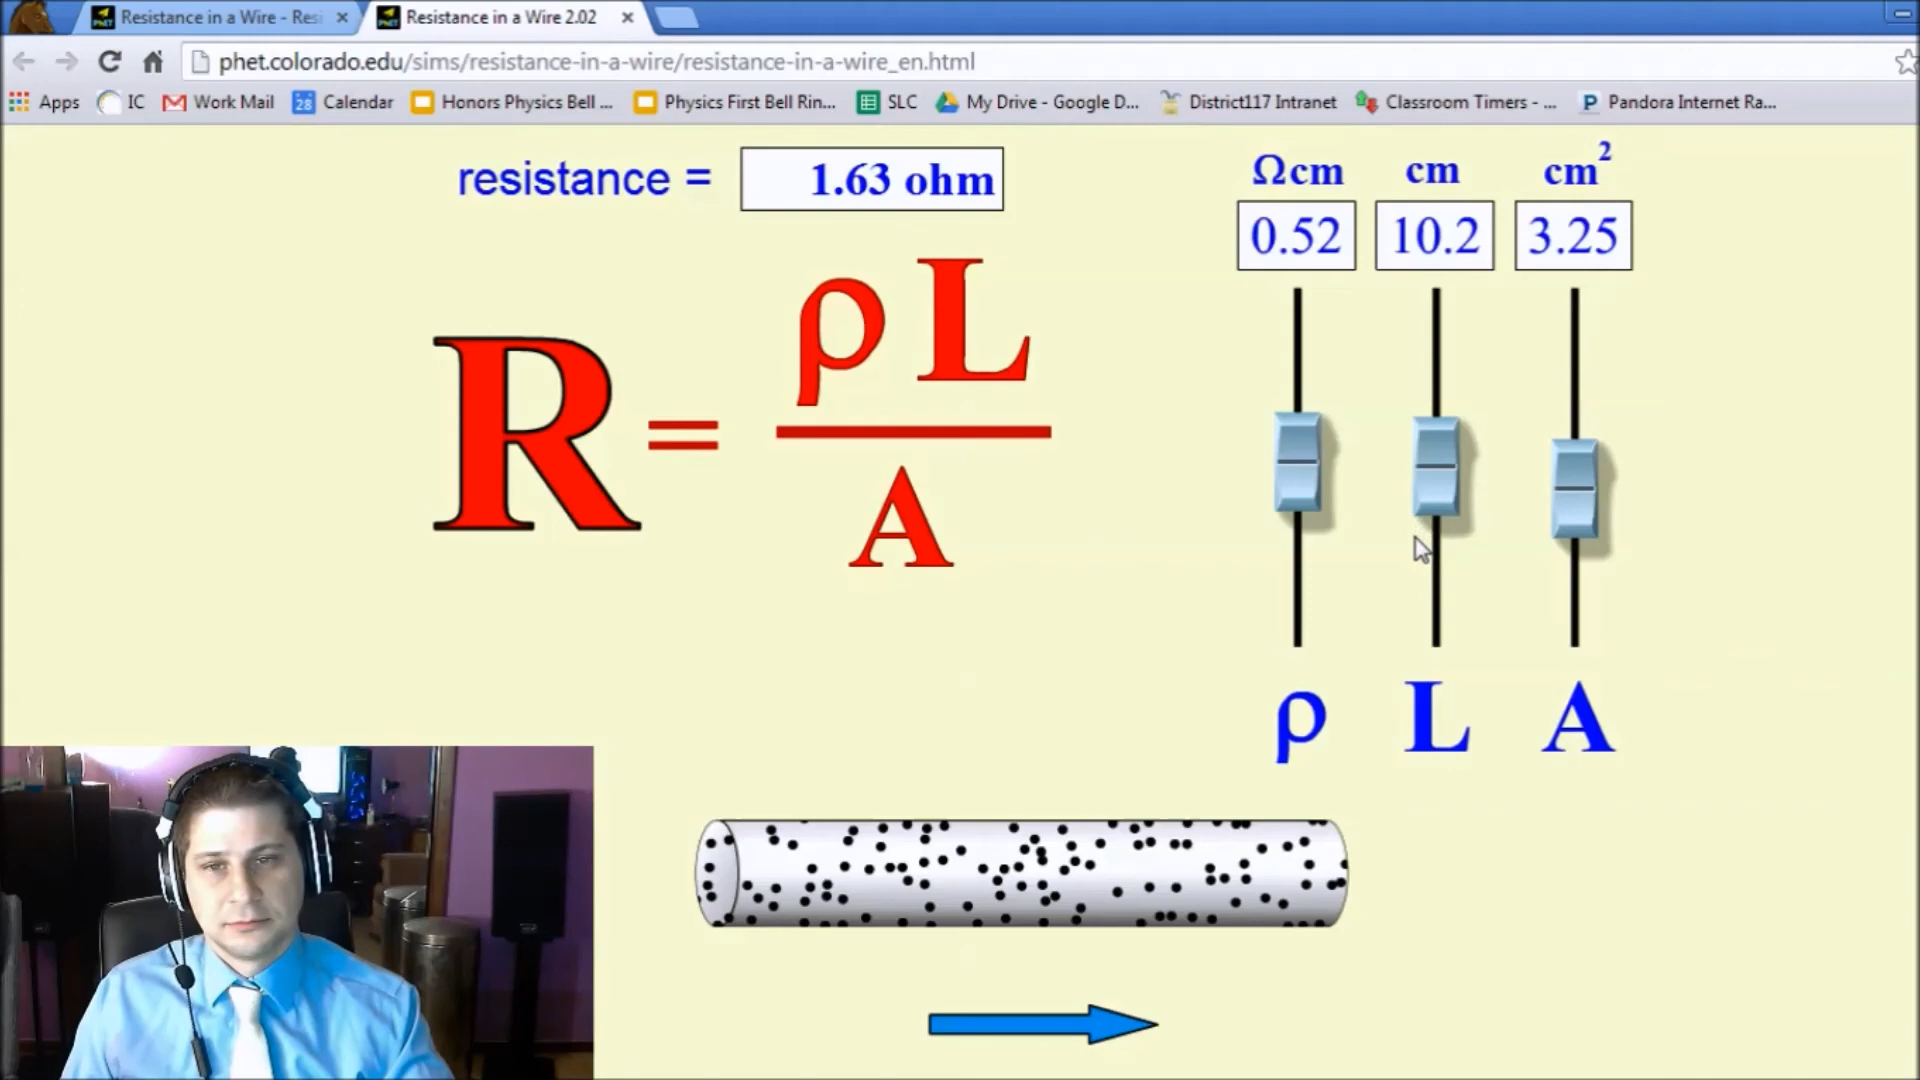 Resistance in a Wire - Res
Resistance in a Wire 2.02
phet.colorado.edu/sims/resistance-in-a-wire/resistance-in-a-wire_en.html
Apps IC Work Mail 28 Calendar Honors Physics Bell ... Physics First Bell Rin... SLC My Drive - Google D... District117 Intranet Classroom Timers - ... P Pandora Internet Ra...
resistance = 1.63 ohm
Ωcm cm cm²
0.52 10.2 3.25
R = ρ L
A
ρ L A